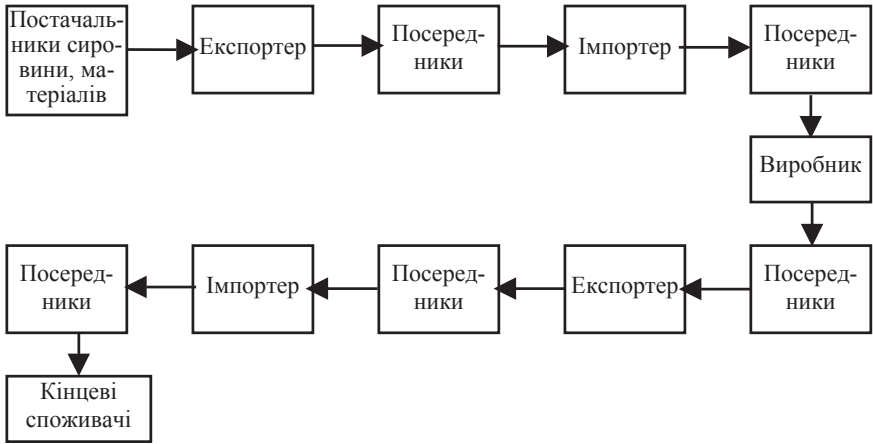 Постачаль-
ники сиро-
вини, ма-
теріалів
Експортер
Посеред-
ники
Імпортер
Посеред-
ники
Виробник
Посеред-
ники
Експортер
Посеред-
ники
Імпортер
Посеред-
ники
Кінцеві
споживачі